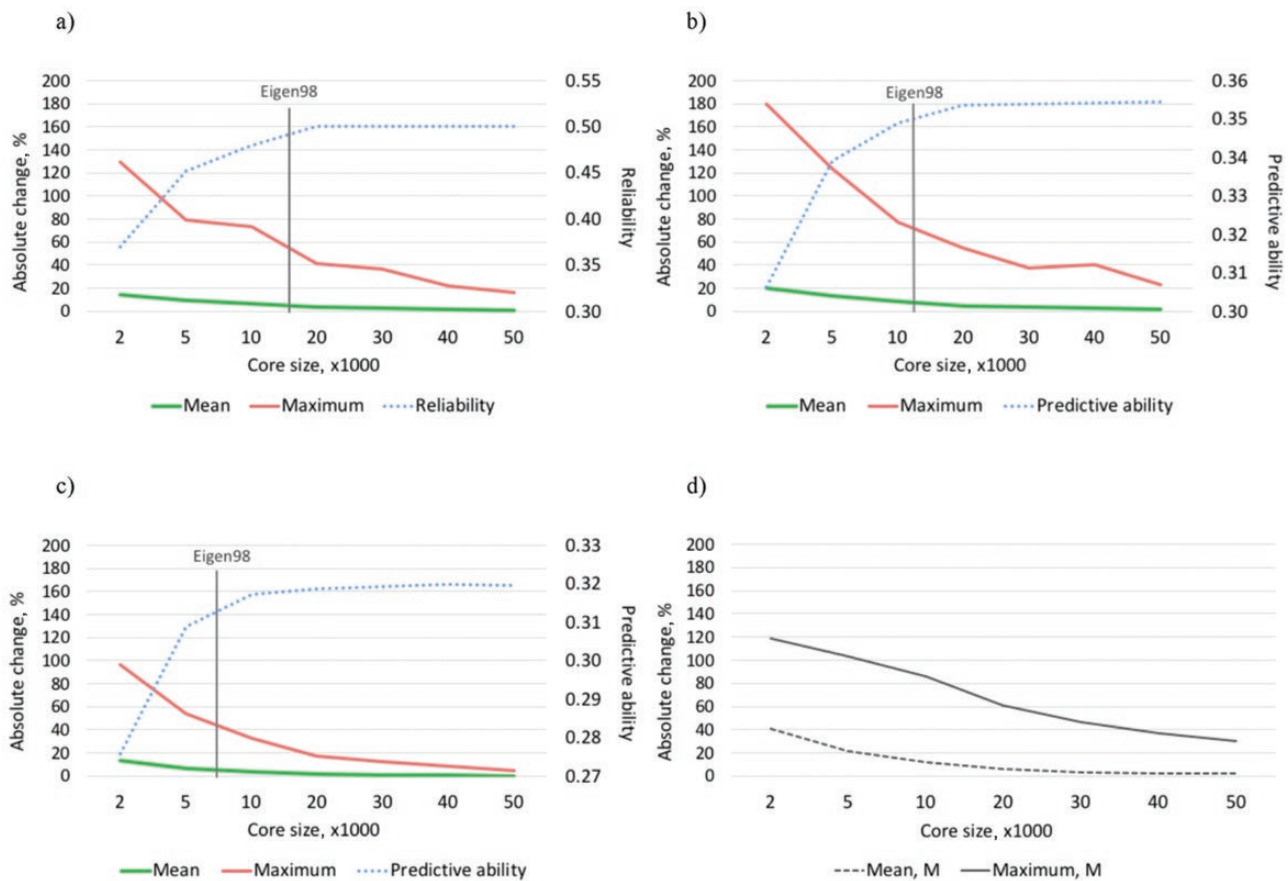 a)
Absolute change, %
200
180
160
140
120
100
80
60
40
20
0
Eigen98
0.55
0.50
0.45
0.40
0.35
0.30
Reliability
2 5 10 20 30 40 50
Core size, x1000
Mean Maximum Reliability
b)
Absolute change, %
200
180
160
140
120
100
80
60
40
20
0
Eigen98
0.36
0.35
0.34
0.33
0.32
0.31
0.30
Predictive ability
2 5 10 20 30 40 50
Core size, x1000
Mean Maximum Predictive ability
c)
Absolute change, %
200
180
160
140
120
100
80
60
40
20
0
Eigen98
0.33
0.32
0.31
0.30
0.29
0.28
0.27
Predictive ability
2 5 10 20 30 40 50
Core size, x1000
Mean Maximum Predictive ability
d)
Absolute change, %
200
180
160
140
120
100
80
60
40
20
0
2 5 10 20 30 40 50
Core size, x1000
Mean, M Maximum, M